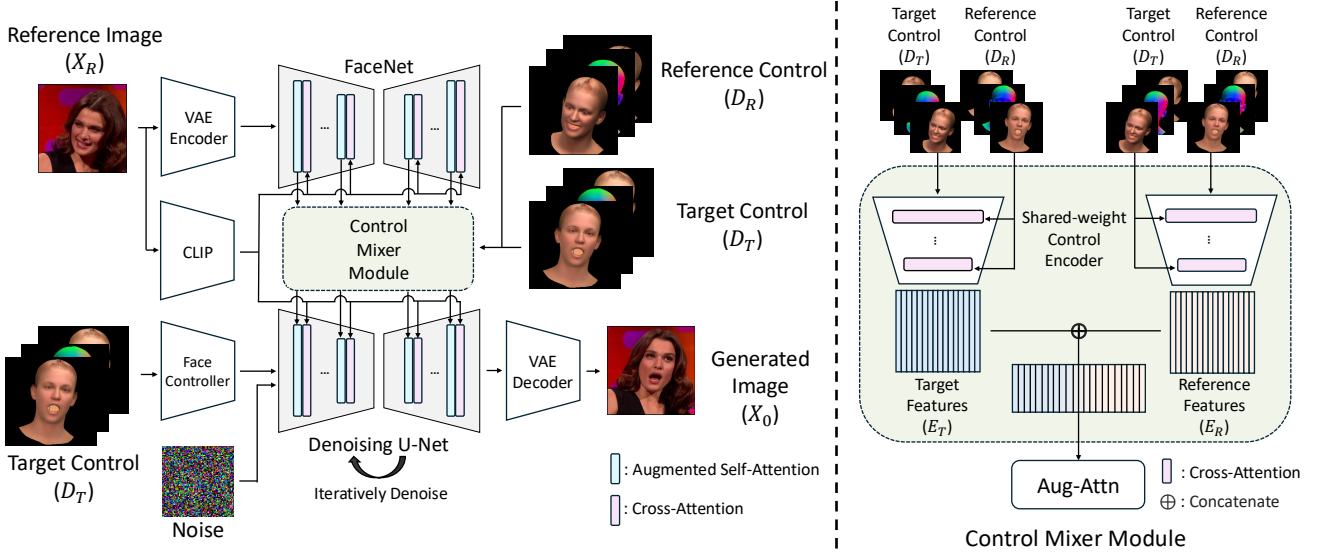 Reference Image
(X_R)
VAE
Encoder
FaceNet
...
...
Reference Control
(D_R)
CLIP
Control
Mixer
Module
Target Control
(D_T)
Face
Controller
...
...
VAE
Decoder
Generated
Image
(X_0)
Target Control
(D_T)
Noise
Denoising U-Net
Iteratively Denoise
: Augmented Self-Attention
: Cross-Attention
Target
Control
(D_T)
Reference
Control
(D_R)
Target
Control
(D_T)
Reference
Control
(D_R)
...
Shared-weight
Control
Encoder
...
Target
Features
(E_T)
Reference
Features
(E_R)
Aug-Attn
: Cross-Attention
⊕ : Concatenate
Control Mixer Module